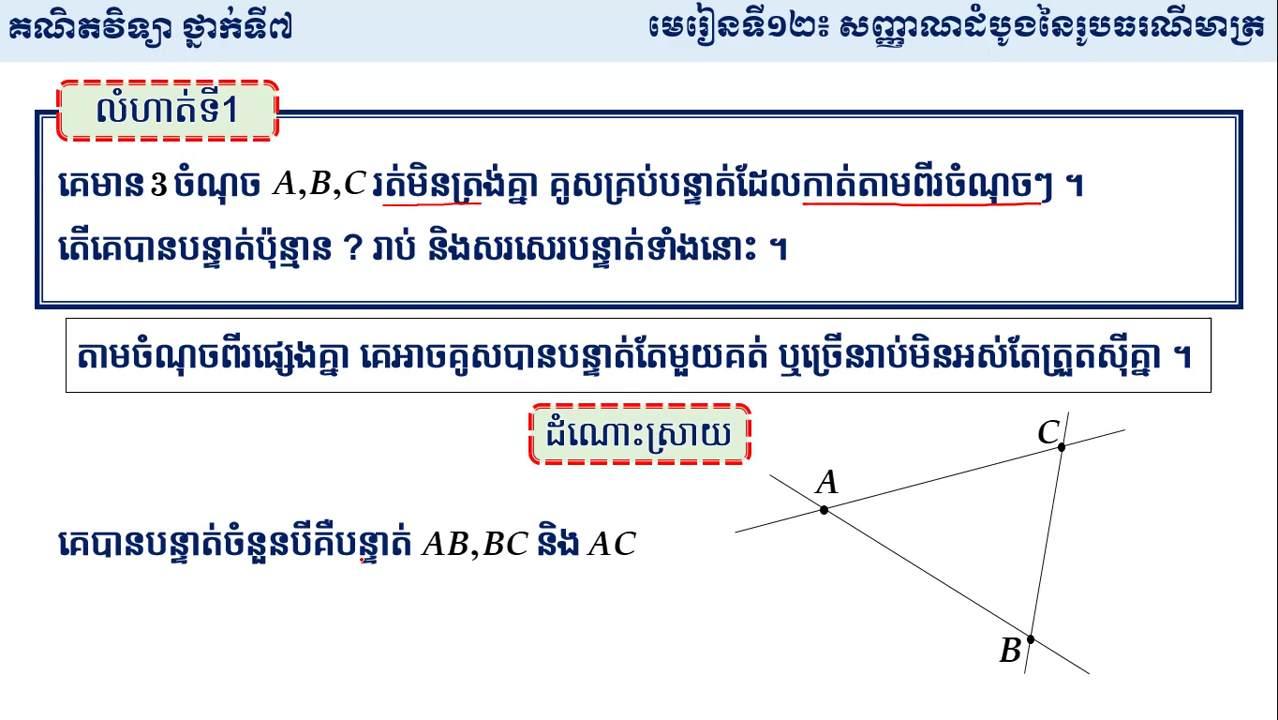 គណិតវិទ្យា ថ្នាក់ទី៧
មេរៀនទី១២៖ សញ្ញាណដំបូងនៃរូបធរណីមាត្រ
លំហាត់ទី1
គេមាន 3 ចំណុច A,B,C រត់មិនត្រង់គ្នា គូសគ្រប់បន្ទាត់ដែលកាត់តាមពីរចំណុចៗ ។
តើគេបានបន្ទាត់ប៉ុន្មាន ? រាប់ និងសរសេរបន្ទាត់ទាំងនោះ ។
តាមចំណុចពីរផ្សេងគ្នា គេអាចគូសបានបន្ទាត់តែមួយគត់ ឬច្រើនរាប់មិនអស់តែត្រួតស៊ីគ្នា ។
ដំណោះស្រាយ
គេបានបន្ទាត់ចំនួនបីគឺបន្ទាត់ AB,BC និង AC
C
A
B